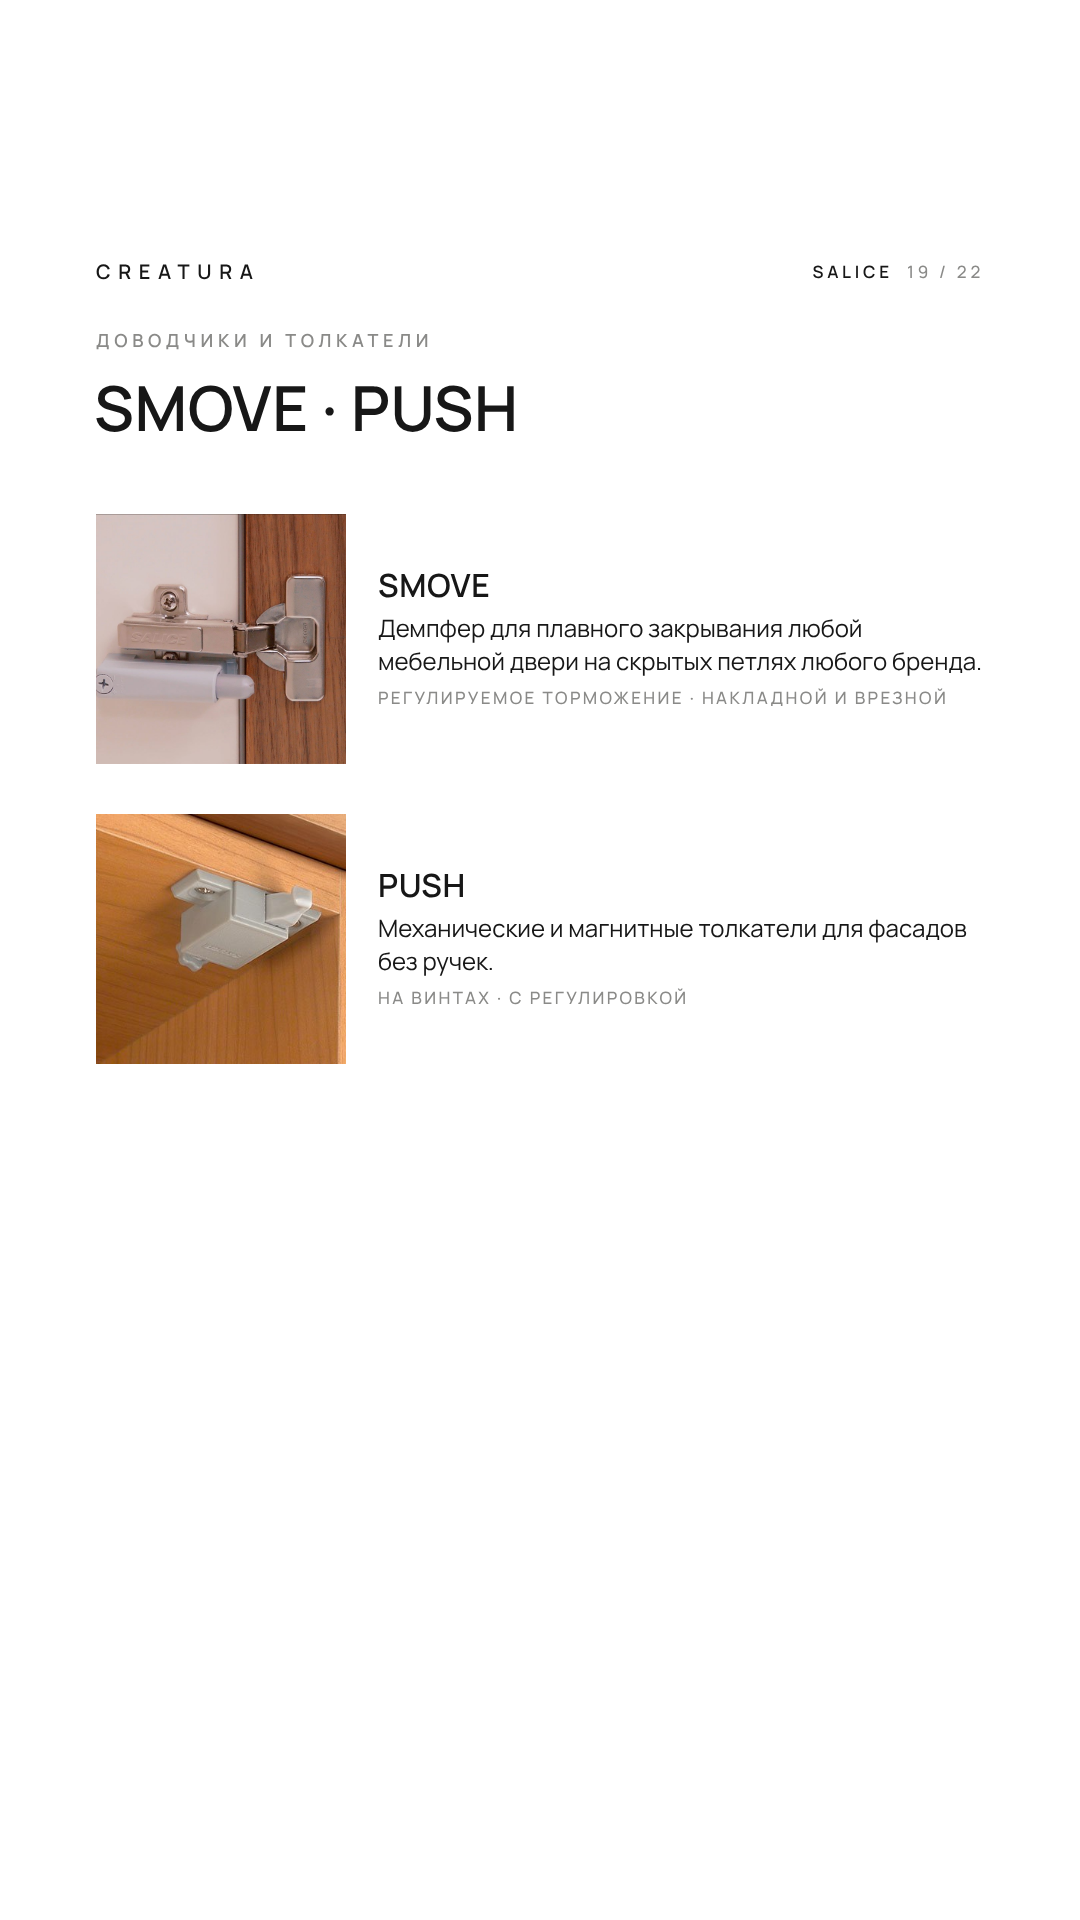 CREATURA
SALICE 19 / 22
ДОВОДЧИКИ И ТОЛКАТЕЛИ
SMOVE · PUSH
SALICE
SMOVE
Демпфер для плавного закрывания любой
мебельной двери на скрытых петлях любого бренда.
РЕГУЛИРУЕМОЕ ТОРМОЖЕНИЕ · НАКЛАДНОЙ И ВРЕЗНОЙ
PUSH
Механические и магнитные толкатели для фасадов
без ручек.
НА ВИНТАХ · С РЕГУЛИРОВКОЙ